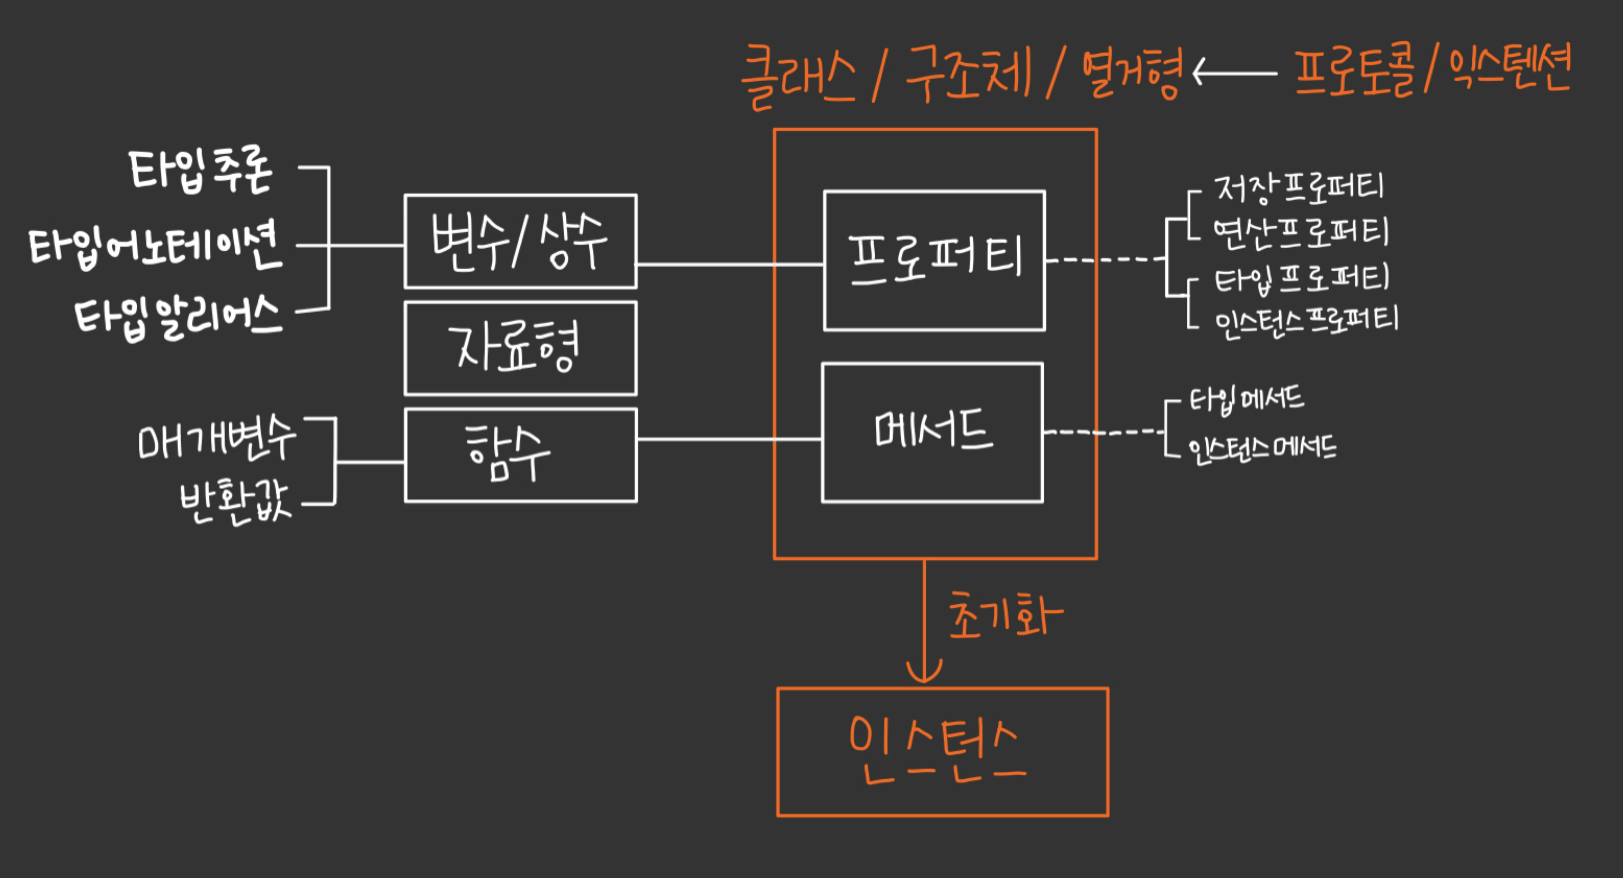 클래스 / 구조체 / 열거형 ← 프로토콜 / 익스텐션
타입추론
타입어노테이션
타입알리어스
변수/상수
자료형
매개변수
반환값
함수
프로퍼티
저장프로퍼티
연산프로퍼티
타입프로퍼티
인스턴스프로퍼티
메서드
타입메서드
인스턴스메서드
초기화
인스턴스